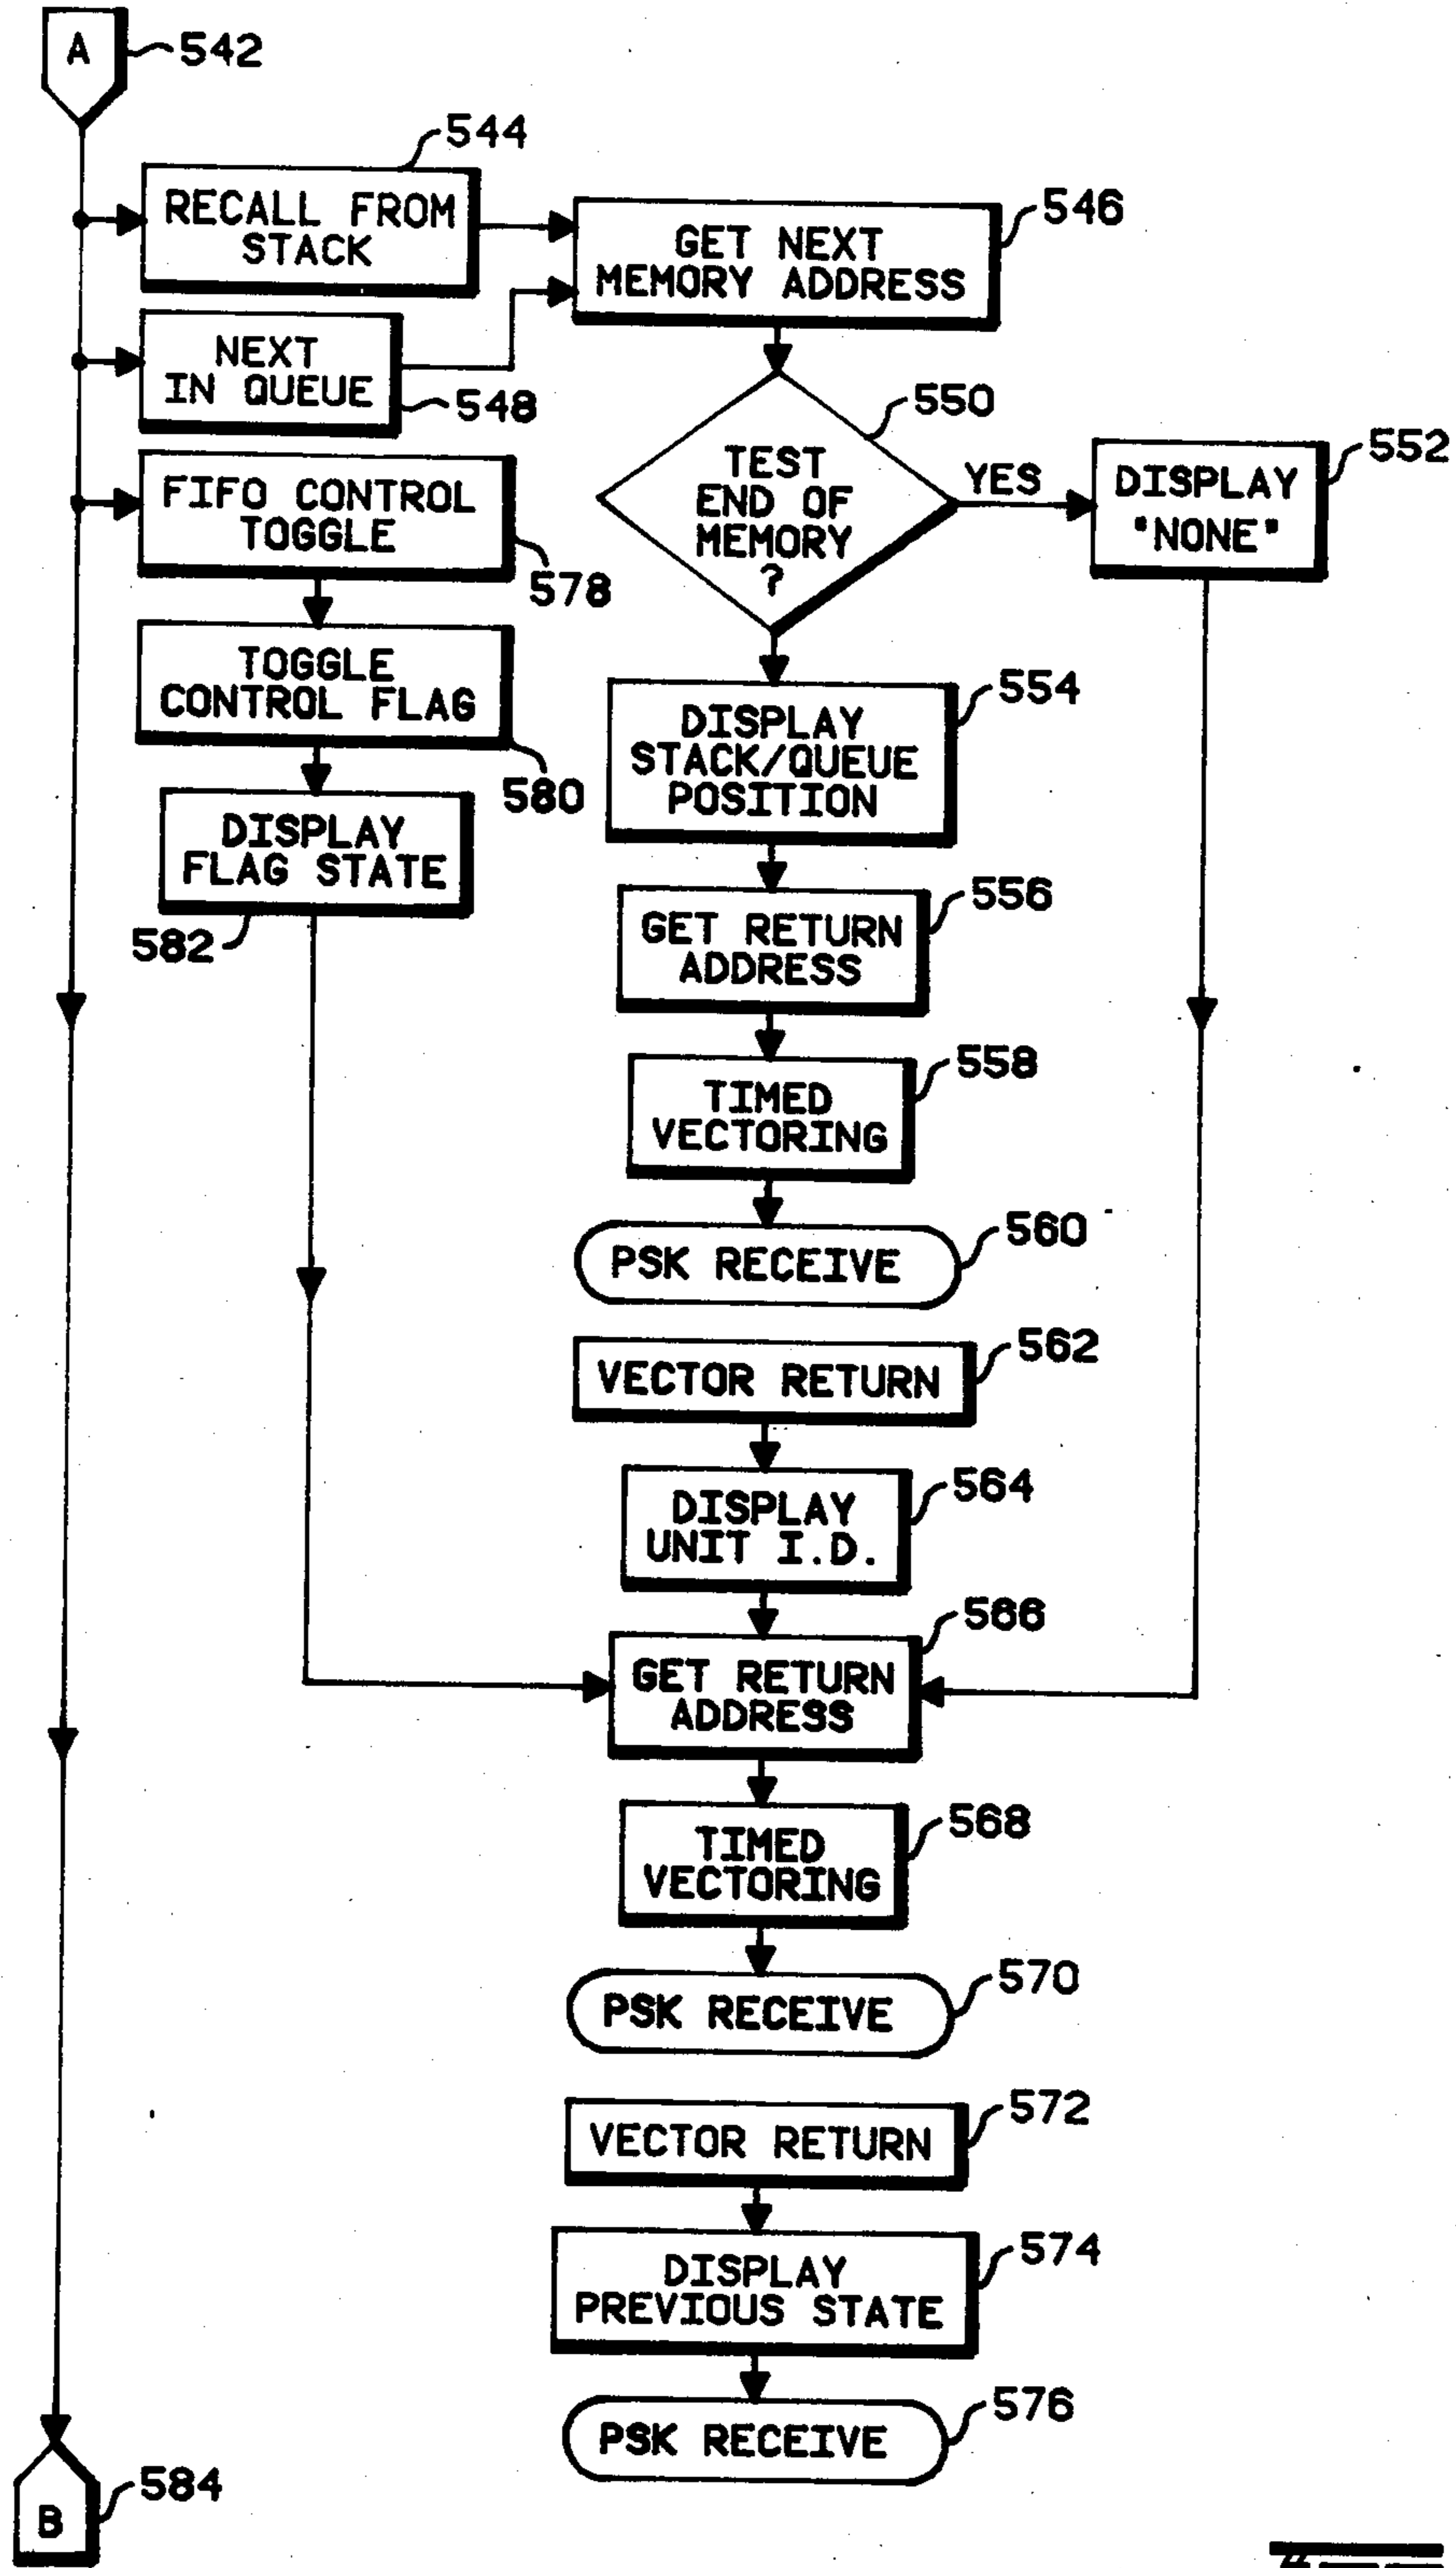 A
542
544
RECALL FROM
STACK
546
GET NEXT
MEMORY ADDRESS
NEXT
IN QUEUE
548
550
TEST
END OF
MEMORY
?
YES
552
DISPLAY
"NONE"
FIFO CONTROL
TOGGLE
578
TOGGLE
CONTROL FLAG
580
554
DISPLAY
STACK/QUEUE
POSITION
DISPLAY
FLAG STATE
582
556
GET RETURN
ADDRESS
558
TIMED
VECTORING
560
PSK RECEIVE
562
VECTOR RETURN
564
DISPLAY
UNIT I.D.
566
GET RETURN
ADDRESS
568
TIMED
VECTORING
570
PSK RECEIVE
572
VECTOR RETURN
574
DISPLAY
PREVIOUS STATE
576
PSK RECEIVE
584
B